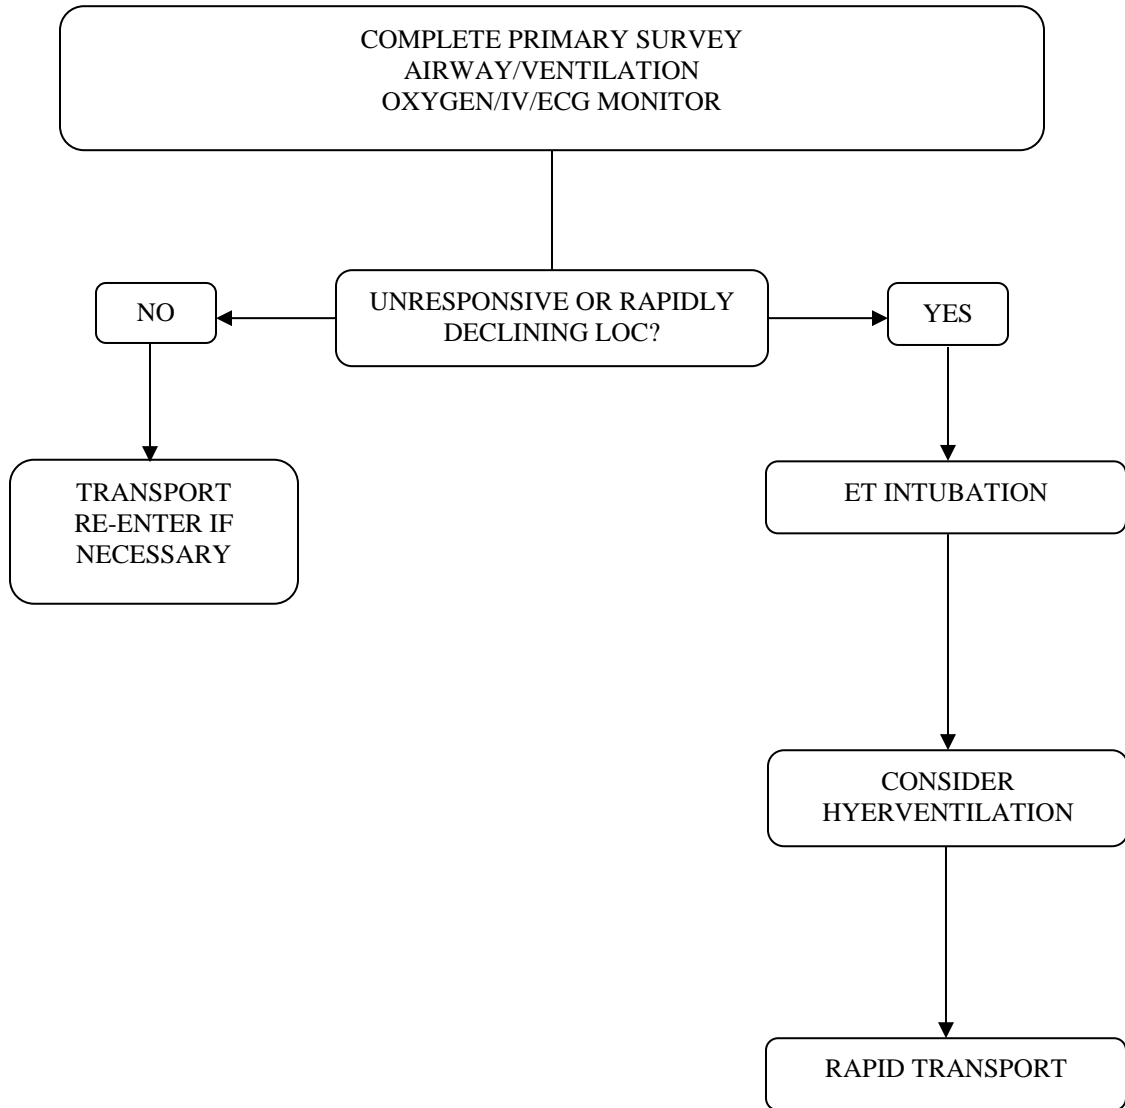 COMPLETE PRIMARY SURVEY
AIRWAY/VENTILATION
OXYGEN/IV/ECG MONITOR
UNRESPONSIVE OR RAPIDLY
DECLINING LOC?
NO
YES
TRANSPORT
RE-ENTER IF
NECESSARY
ET INTUBATION
CONSIDER
HYERVENTILATION
RAPID TRANSPORT